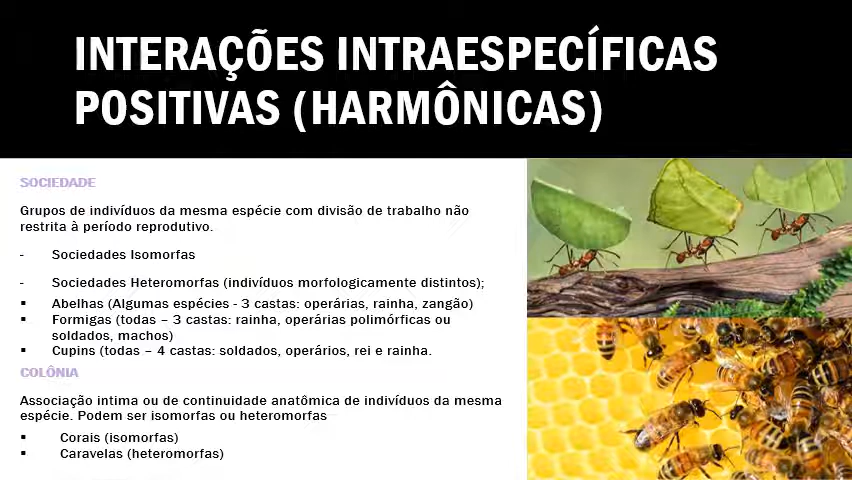 INTERAÇÕES INTRAESPECÍFICAS
POSITIVAS (HARMÔNICAS)
SOCIEDADE
Grupos de indivíduos da mesma espécie com divisão de trabalho não
restrita à período reprodutivo.
- Sociedades Isomorfas
- Sociedades Heteromorfas (indivíduos morfologicamente distintos);
▪ Abelhas (Algumas espécies - 3 castas: operárias, rainha, zangão)
▪ Formigas (todas – 3 castas: rainha, operárias polimórficas ou
soldados, machos)
▪ Cupins (todas – 4 castas: soldados, operários, rei e rainha.
COLÔNIA
Associação intima ou de continuidade anatômica de indivíduos da mesma
espécie. Podem ser isomorfas ou heteromorfas
▪ Corais (isomorfas)
▪ Caravelas (heteromorfas)